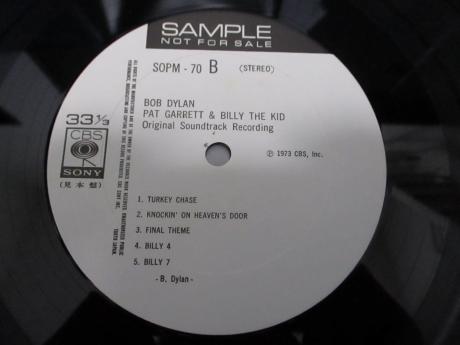 SAMPLE
NOT FOR SALE
SOPM - 70 B (STEREO)
BOB DYLAN
PAT GARRETT & BILLY THE KID
Original Soundtrack Recording
33⅓
CBS
SONY
(見本盤)
℗ 1973 CBS, Inc.
1. TURKEY CHASE
2. KNOCKIN' ON HEAVEN'S DOOR
3. FINAL THEME
4. BILLY 4
5. BILLY 7
- B. Dylan -